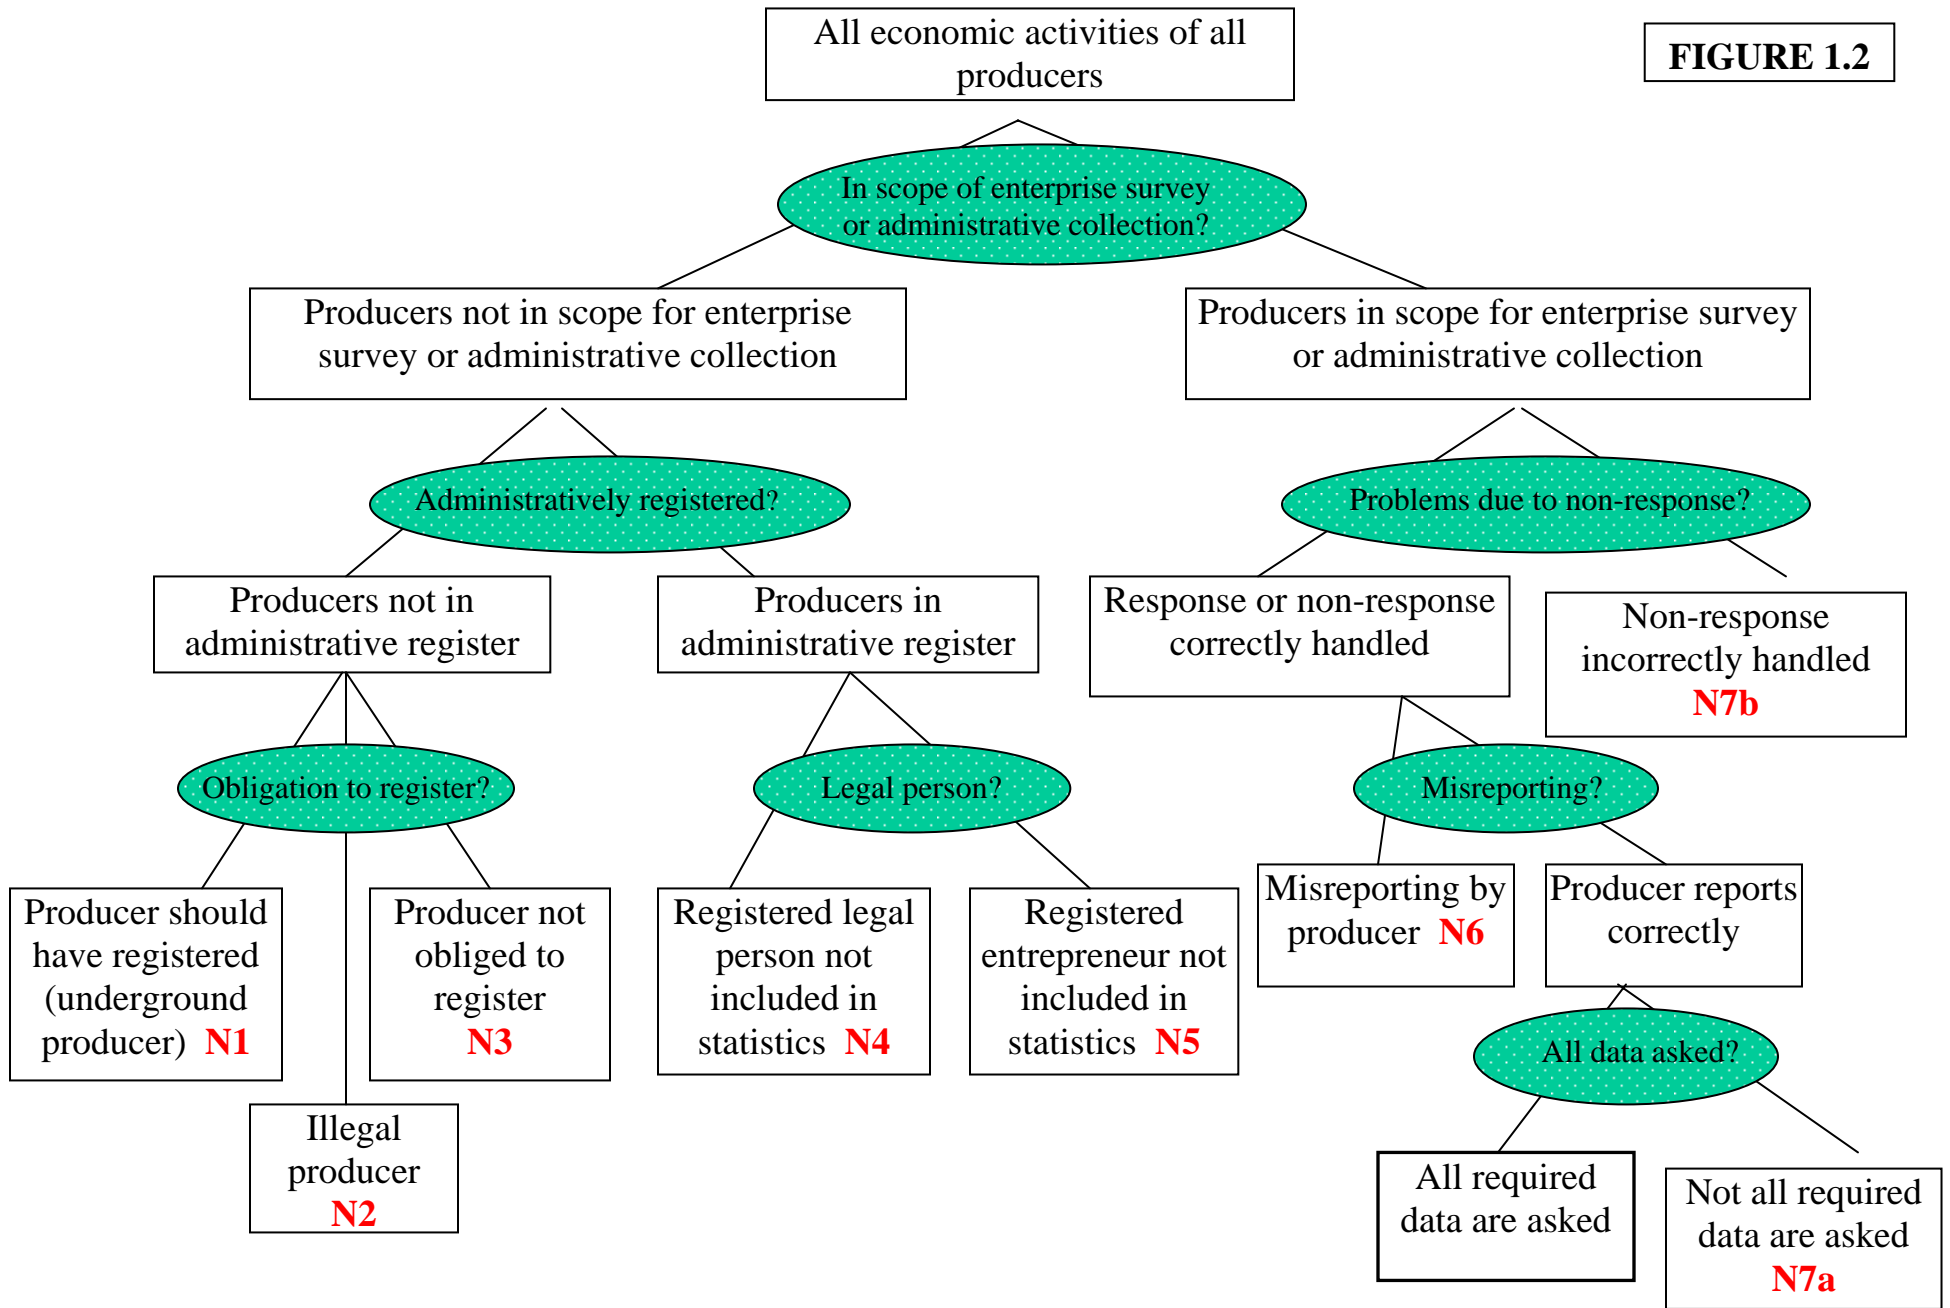 All economic activities of all
producers
FIGURE 1.2
In scope of enterprise survey
or administrative collection?
Producers not in scope for enterprise
survey or administrative collection
Producers in scope for enterprise survey
or administrative collection
Administratively registered?
Problems due to non-response?
Producers not in
administrative register
Producers in
administrative register
Response or non-response
correctly handled
Non-response
incorrectly handled
N7b
Obligation to register?
Legal person?
Misreporting?
Producer should
have registered
(underground
producer) N1
Producer not
obliged to
register
N3
Registered legal
person not
included in
statistics N4
Registered
entrepreneur not
included in
statistics N5
Misreporting by
producer N6
Producer reports
correctly
All data asked?
Illegal
producer
N2
All required
data are asked
Not all required
data are asked
N7a